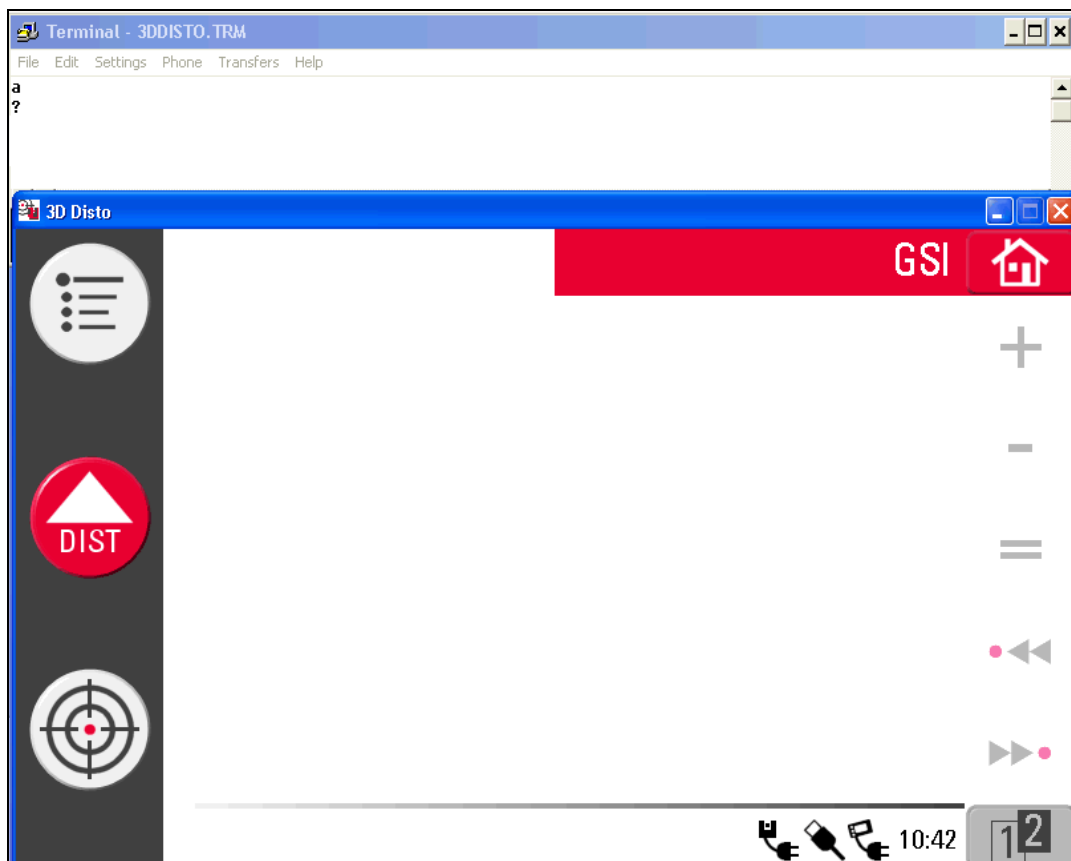 Terminal - 3DDISTO.TRM
File Edit Settings Phone Transfers Help
a
?
3D Disto
GSI
+
-
=
DIST
10:42
1 2